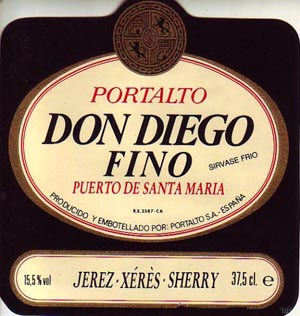 PORTALTO
DON DIEGO
FINO
SIRVASE FRIO
PUERTO DE SANTA MARIA
R.E.3587-CA
PRODUCIDO Y EMBOTELLADO POR: PORTALTO S.A.-ESPAÑA
15,5 % vol JEREZ-XÉRÈS-SHERRY 37,5 cl. e